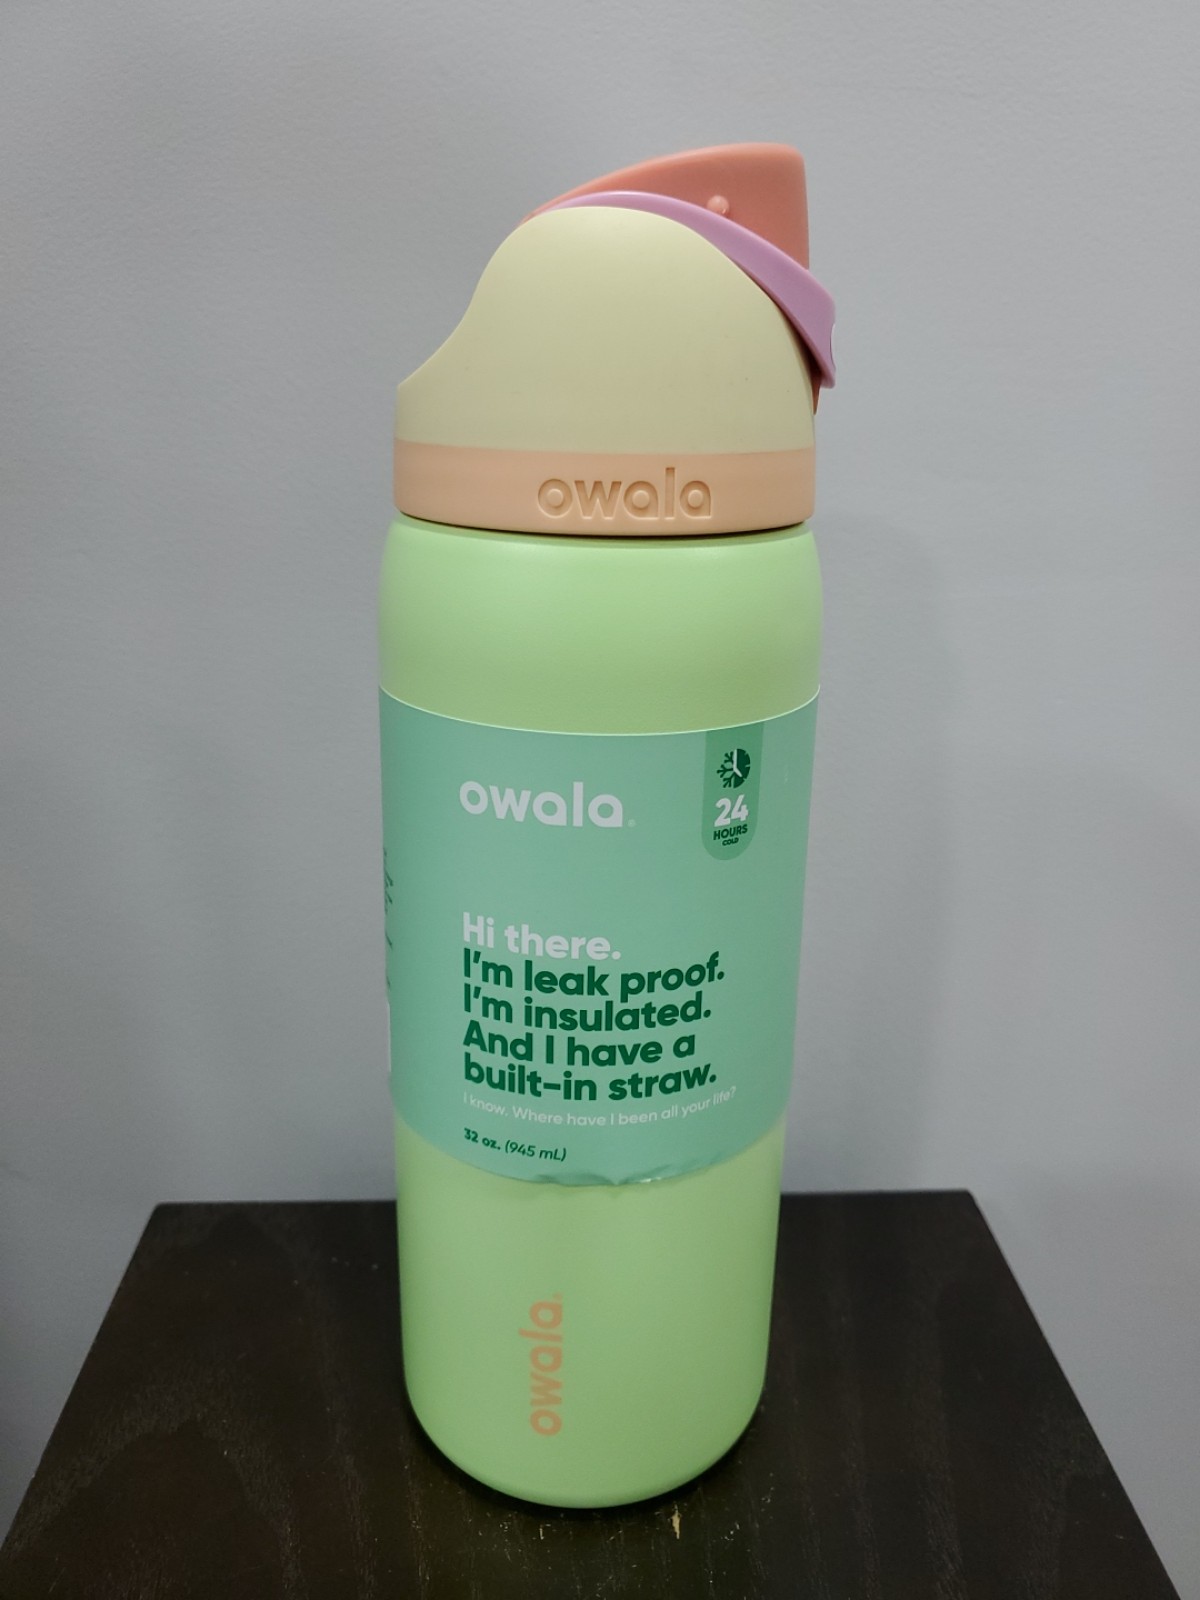 owala
owala®
24
HOURS
COLD
Hi there.
I'm leak proof.
I'm insulated.
And I have a
built-in straw.
I know. Where have I been all your life?
32 oz. (945 mL)
owala®